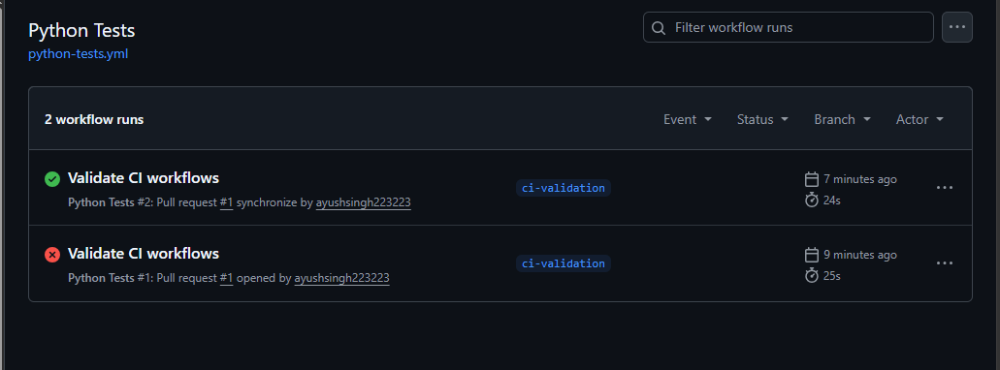 Python Tests
python-tests.yml
Filter workflow runs
2 workflow runs
Event
Status
Branch
Actor
Validate CI workflows
Python Tests #2: Pull request #1 synchronize by ayushsingh223223
ci-validation
7 minutes ago
24s
Validate CI workflows
Python Tests #1: Pull request #1 opened by ayushsingh223223
ci-validation
9 minutes ago
25s